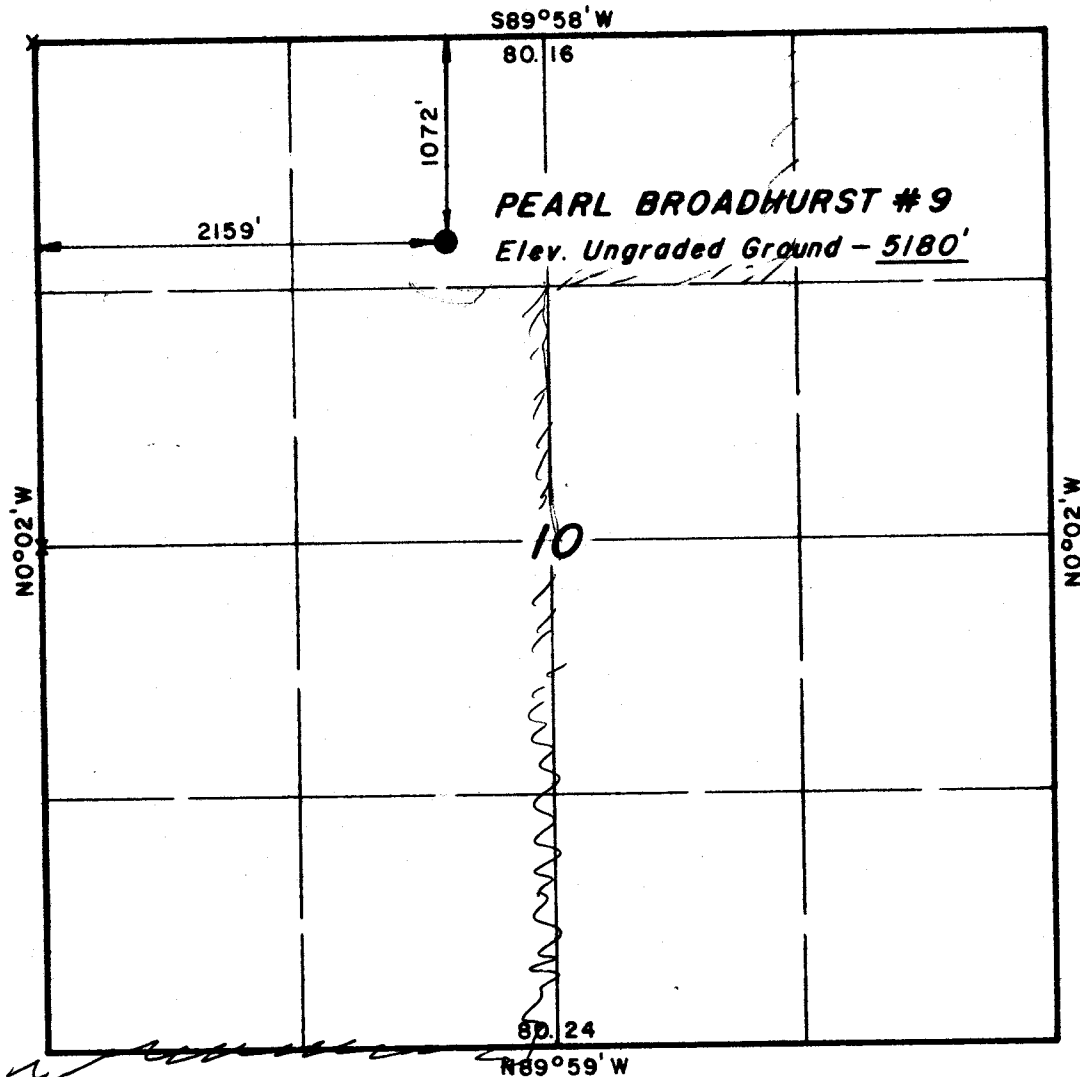 S89°58'W
80.16
1072'
PEARL BROADHURST #9
2159'
Elev. Ungraded Ground – 5180'
N0°02'W
10
N0°02'W
80.24
N89°59'W